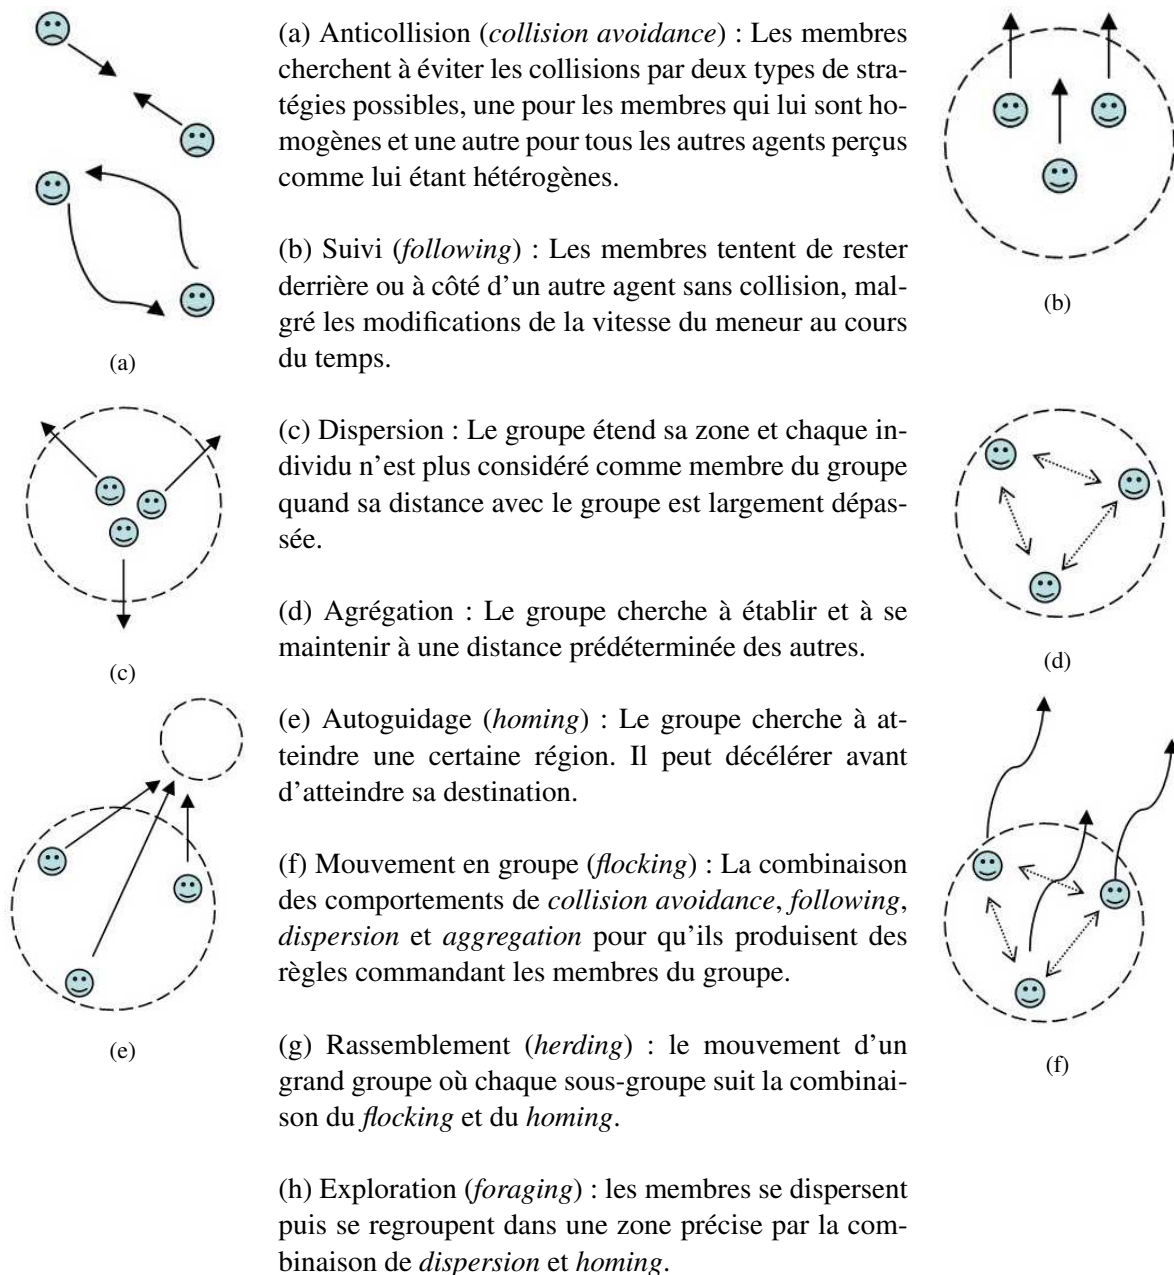 (a) Anticollision (collision avoidance) : Les membres
cherchent à éviter les collisions par deux types de stra-
tégies possibles, une pour les membres qui lui sont ho-
mogènes et une autre pour tous les autres agents perçus
comme lui étant hétérogènes.
(b) Suivi (following) : Les membres tentent de rester
derrière ou à côté d'un autre agent sans collision, mal-
gré les modifications de la vitesse du meneur au cours
du temps.
(a)
(b)
(c) Dispersion : Le groupe étend sa zone et chaque in-
dividu n'est plus considéré comme membre du groupe
quand sa distance avec le groupe est largement dépas-
sée.
(d) Agrégation : Le groupe cherche à établir et à se
maintenir à une distance prédéterminée des autres.
(c)
(d)
(e) Autoguidage (homing) : Le groupe cherche à at-
teindre une certaine région. Il peut décélérer avant
d'atteindre sa destination.
(f) Mouvement en groupe (flocking) : La combinaison
des comportements de collision avoidance, following,
dispersion et aggregation pour qu'ils produisent des
règles commandant les membres du groupe.
(e)
(f)
(g) Rassemblement (herding) : le mouvement d'un
grand groupe où chaque sous-groupe suit la combinai-
son du flocking et du homing.
(h) Exploration (foraging) : les membres se dispersent
puis se regroupent dans une zone précise par la com-
binaison de dispersion et homing.